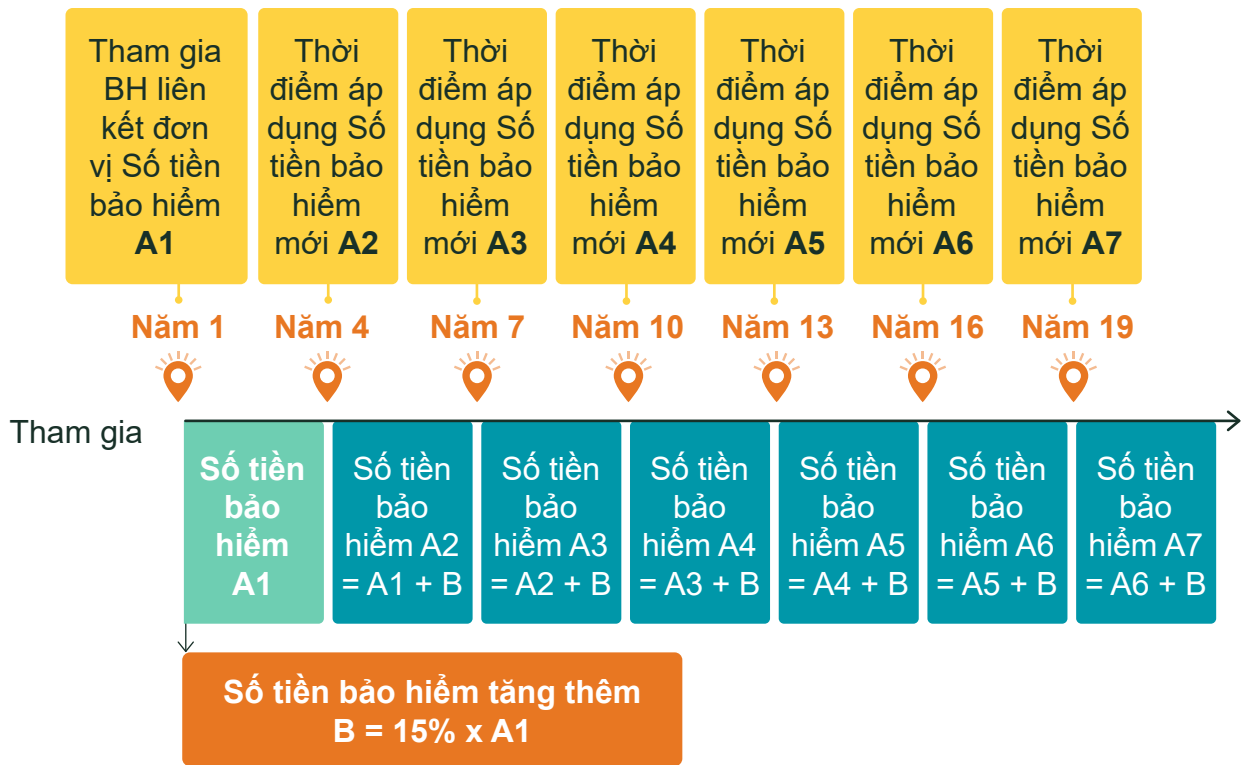 Tham gia
BH liên
kết đơn
vị Số tiền
bảo hiểm
A1
Thời
điểm áp
dụng Số
tiền bảo
hiểm
mới A2
Thời
điểm áp
dụng Số
tiền bảo
hiểm
mới A3
Thời
điểm áp
dụng Số
tiền bảo
hiểm
mới A4
Thời
điểm áp
dụng Số
tiền bảo
hiểm
mới A5
Thời
điểm áp
dụng Số
tiền bảo
hiểm
mới A6
Thời
điểm áp
dụng Số
tiền bảo
hiểm
mới A7
Năm 1
Năm 4
Năm 7
Năm 10
Năm 13
Năm 16
Năm 19
Tham gia
Số tiền
bảo
hiểm
A1
Số tiền
bảo
hiểm A2
= A1 + B
Số tiền
bảo
hiểm A3
= A2 + B
Số tiền
bảo
hiểm A4
= A3 + B
Số tiền
bảo
hiểm A5
= A4 + B
Số tiền
bảo
hiểm A6
= A5 + B
Số tiền
bảo
hiểm A7
= A6 + B
Số tiền bảo hiểm tăng thêm
B = 15% x A1